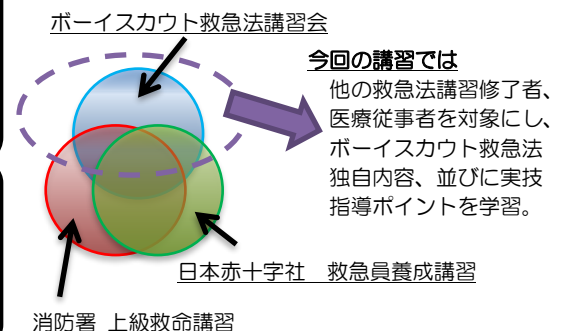 ボーイスカウト救急法講習会
今回の講習では
他の救急法講習修了者、
医療従事者を対象にし、
ボーイスカウト救急法
独自内容、並びに実技
指導ポイントを学習。
日本赤十字社　救急員養成講習
消防署 上級救命講習